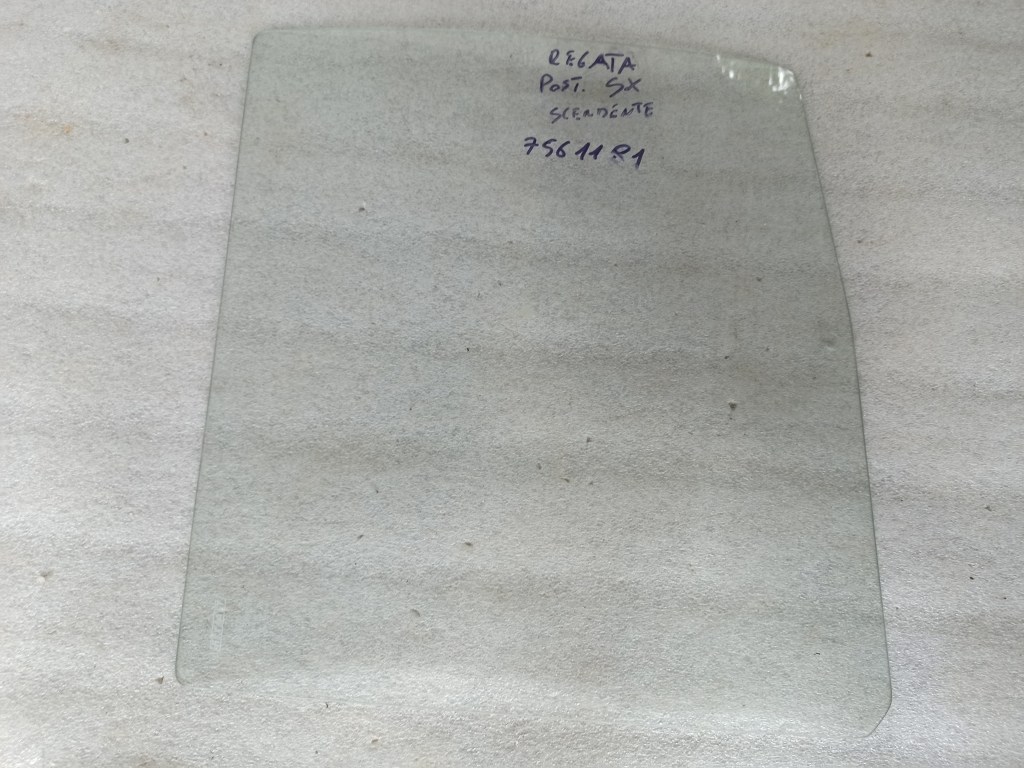 REGATA
POST. SX
SCENDENTE
7561181